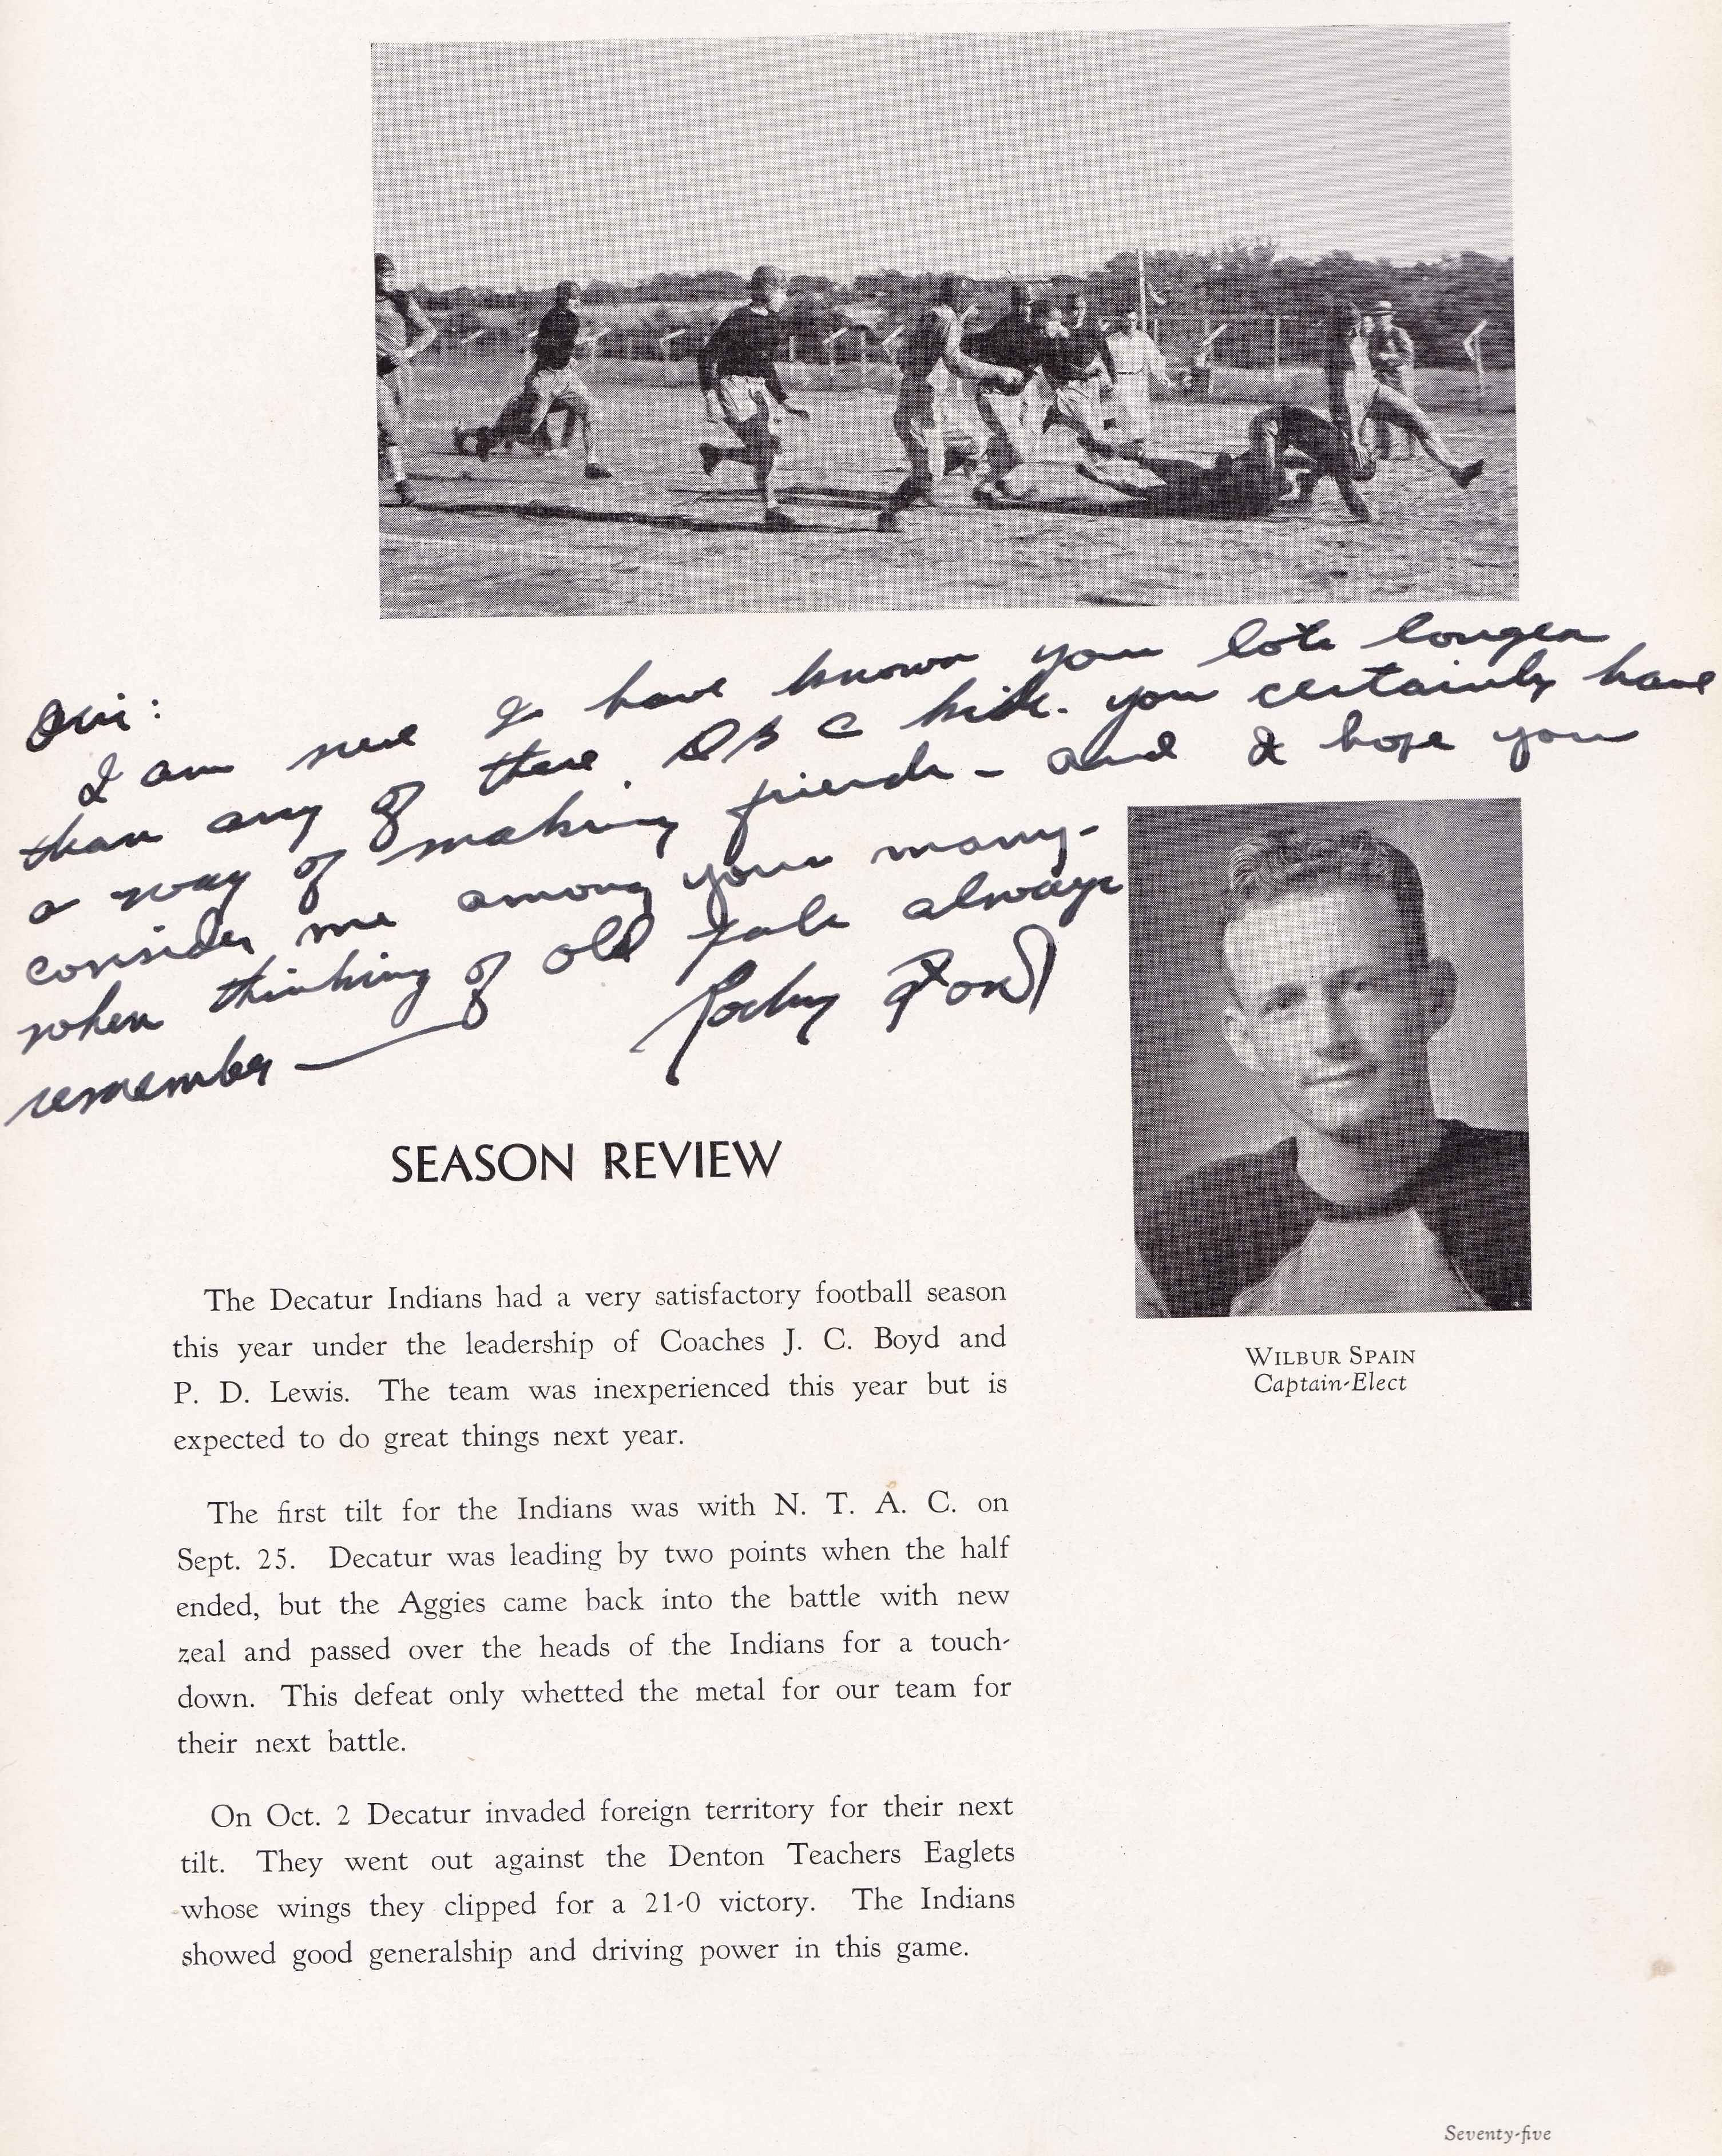 I am sure I have known you lots longer
than any of these D B C kids. you certainly have
a way of making friends - and I hope you
consider me among your many -
when thinking of old pals always
remember — Ford
SEASON REVIEW
The Decatur Indians had a very satisfactory football season
this year under the leadership of Coaches J. C. Boyd and
P. D. Lewis. The team was inexperienced this year but is
expected to do great things next year.
The first tilt for the Indians was with N. T. A. C. on
Sept. 25. Decatur was leading by two points when the half
ended, but the Aggies came back into the battle with new
zeal and passed over the heads of the Indians for a touch-
down. This defeat only whetted the metal for our team for
their next battle.
On Oct. 2 Decatur invaded foreign territory for their next
tilt. They went out against the Denton Teachers Eaglets
whose wings they clipped for a 21-0 victory. The Indians
showed good generalship and driving power in this game.
WILBUR SPAIN
Captain-Elect
Seventy-five